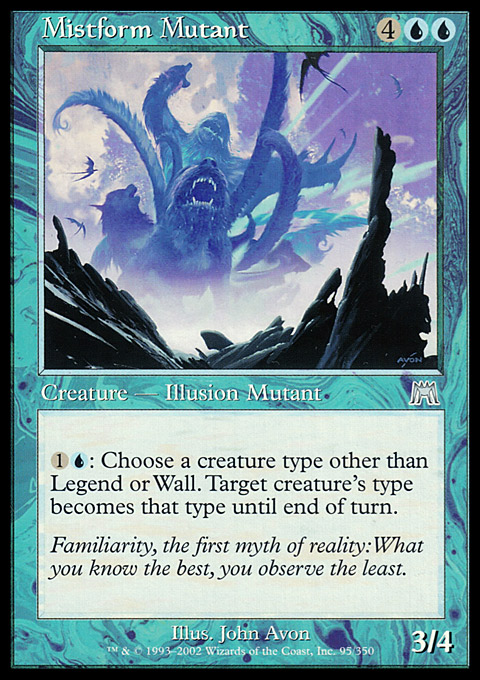 Mistform Mutant 4
AVON
Creature — Illusion Mutant
1: Choose a creature type other than
Legend or Wall. Target creature's type
becomes that type until end of turn.
Familiarity, the first myth of reality: What
you know the best, you observe the least.
Illus. John Avon
™ & © 1993-2002 Wizards of the Coast, Inc. 95/350
3/4